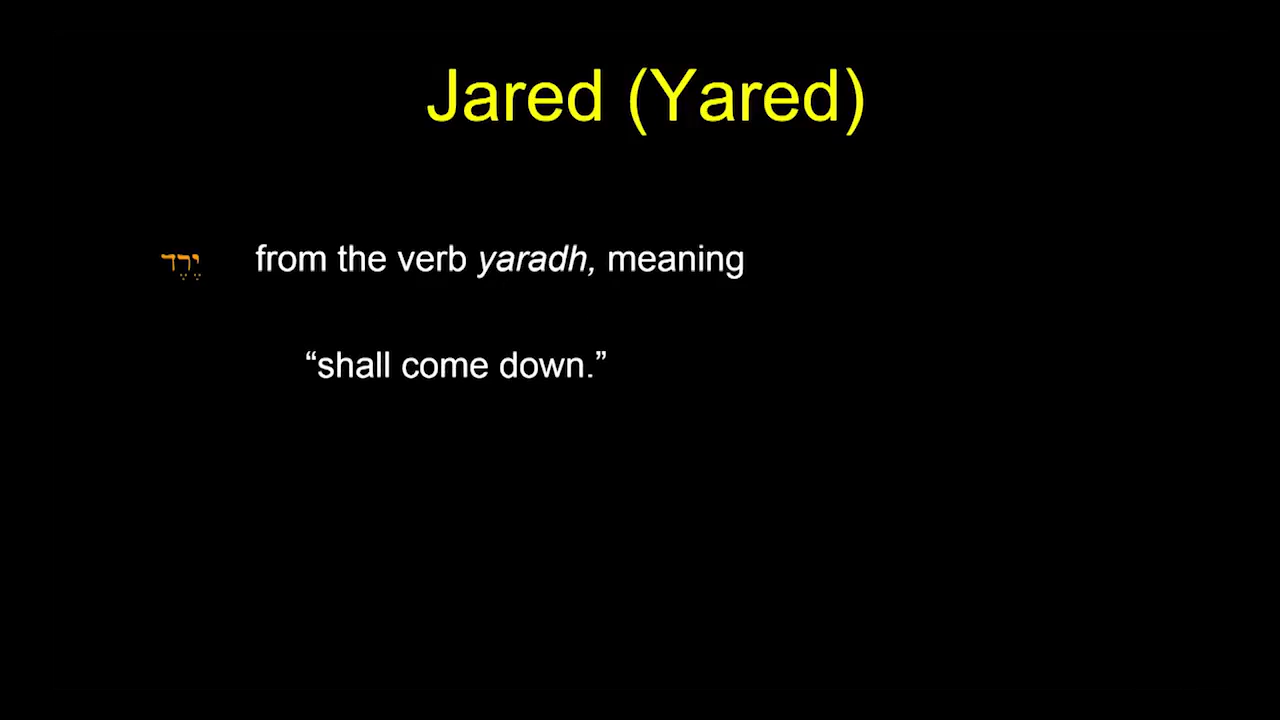 Jared (Yared)
יֶרֶד from the verb yaradh, meaning
“shall come down.”